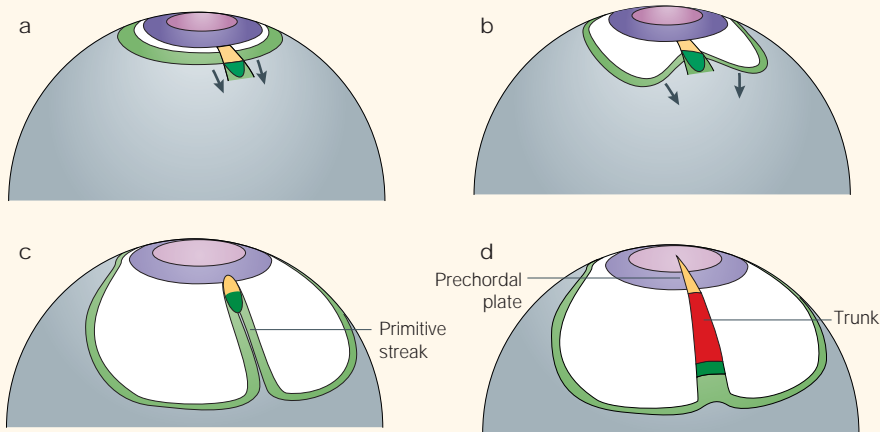 a
b
c
Primitive
streak
d
Prechordal
plate
Trunk